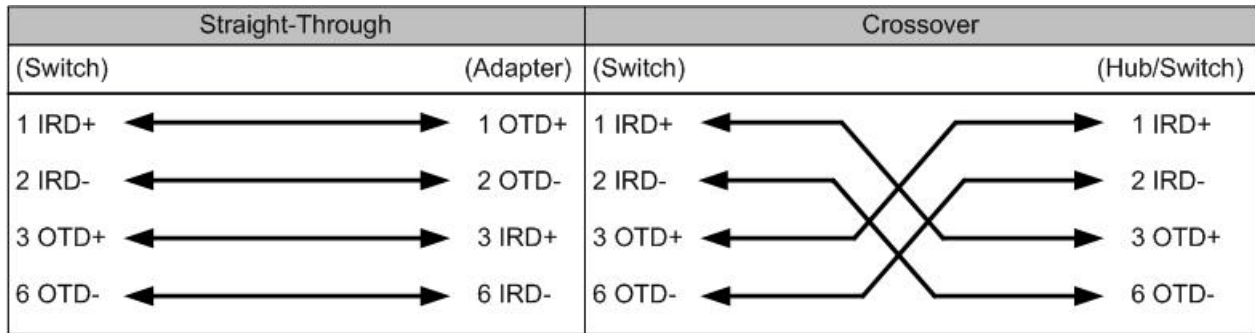 Straight-Through Crossover
(Switch) (Adapter) (Switch) (Hub/Switch)
1 IRD+ 1 OTD+ 1 IRD+ 1 IRD+
2 IRD- 2 OTD- 2 IRD- 2 IRD-
3 OTD+ 3 IRD+ 3 OTD+ 3 OTD+
6 OTD- 6 IRD- 6 OTD- 6 OTD-